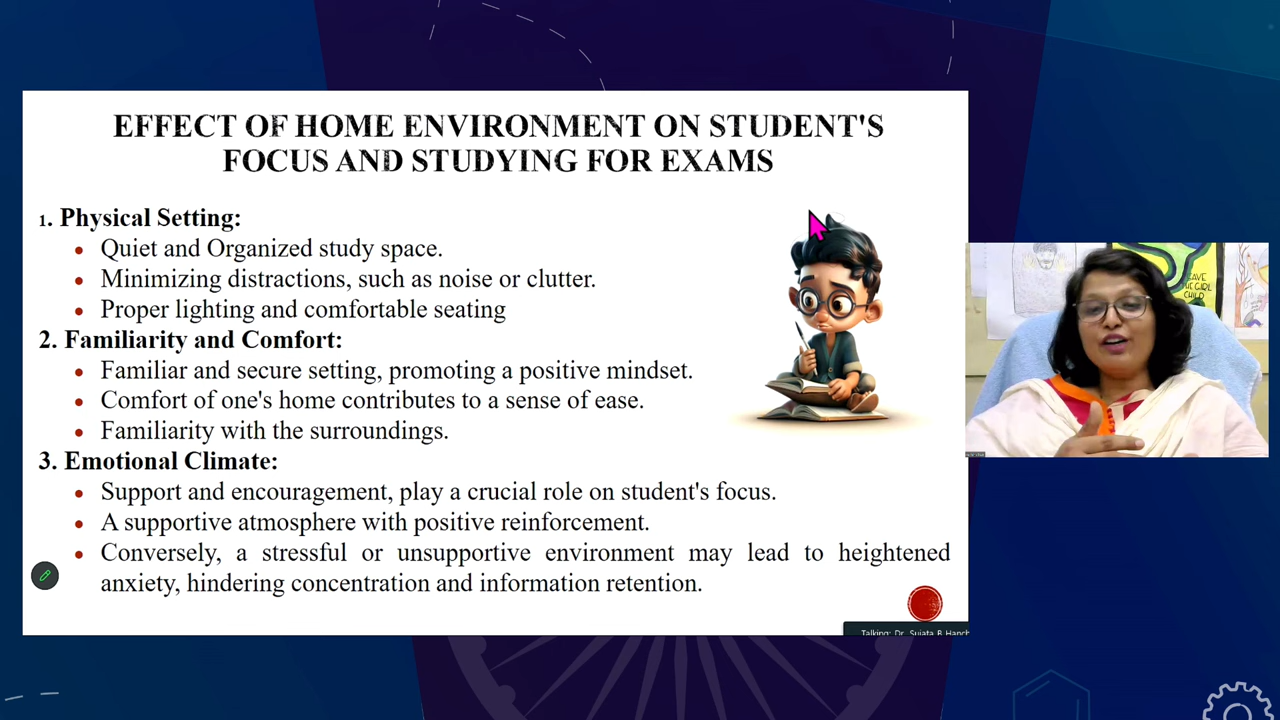 EFFECT OF HOME ENVIRONMENT ON STUDENT'S
FOCUS AND STUDYING FOR EXAMS
1. Physical Setting:
• Quiet and Organized study space.
• Minimizing distractions, such as noise or clutter.
• Proper lighting and comfortable seating
2. Familiarity and Comfort:
• Familiar and secure setting, promoting a positive mindset.
• Comfort of one's home contributes to a sense of ease.
• Familiarity with the surroundings.
3. Emotional Climate:
• Support and encouragement, play a crucial role on student's focus.
• A supportive atmosphere with positive reinforcement.
• Conversely, a stressful or unsupportive environment may lead to heightened
anxiety, hindering concentration and information retention.
Talking: Dr. Sujata B Hanch
THE GIRL
CHILD